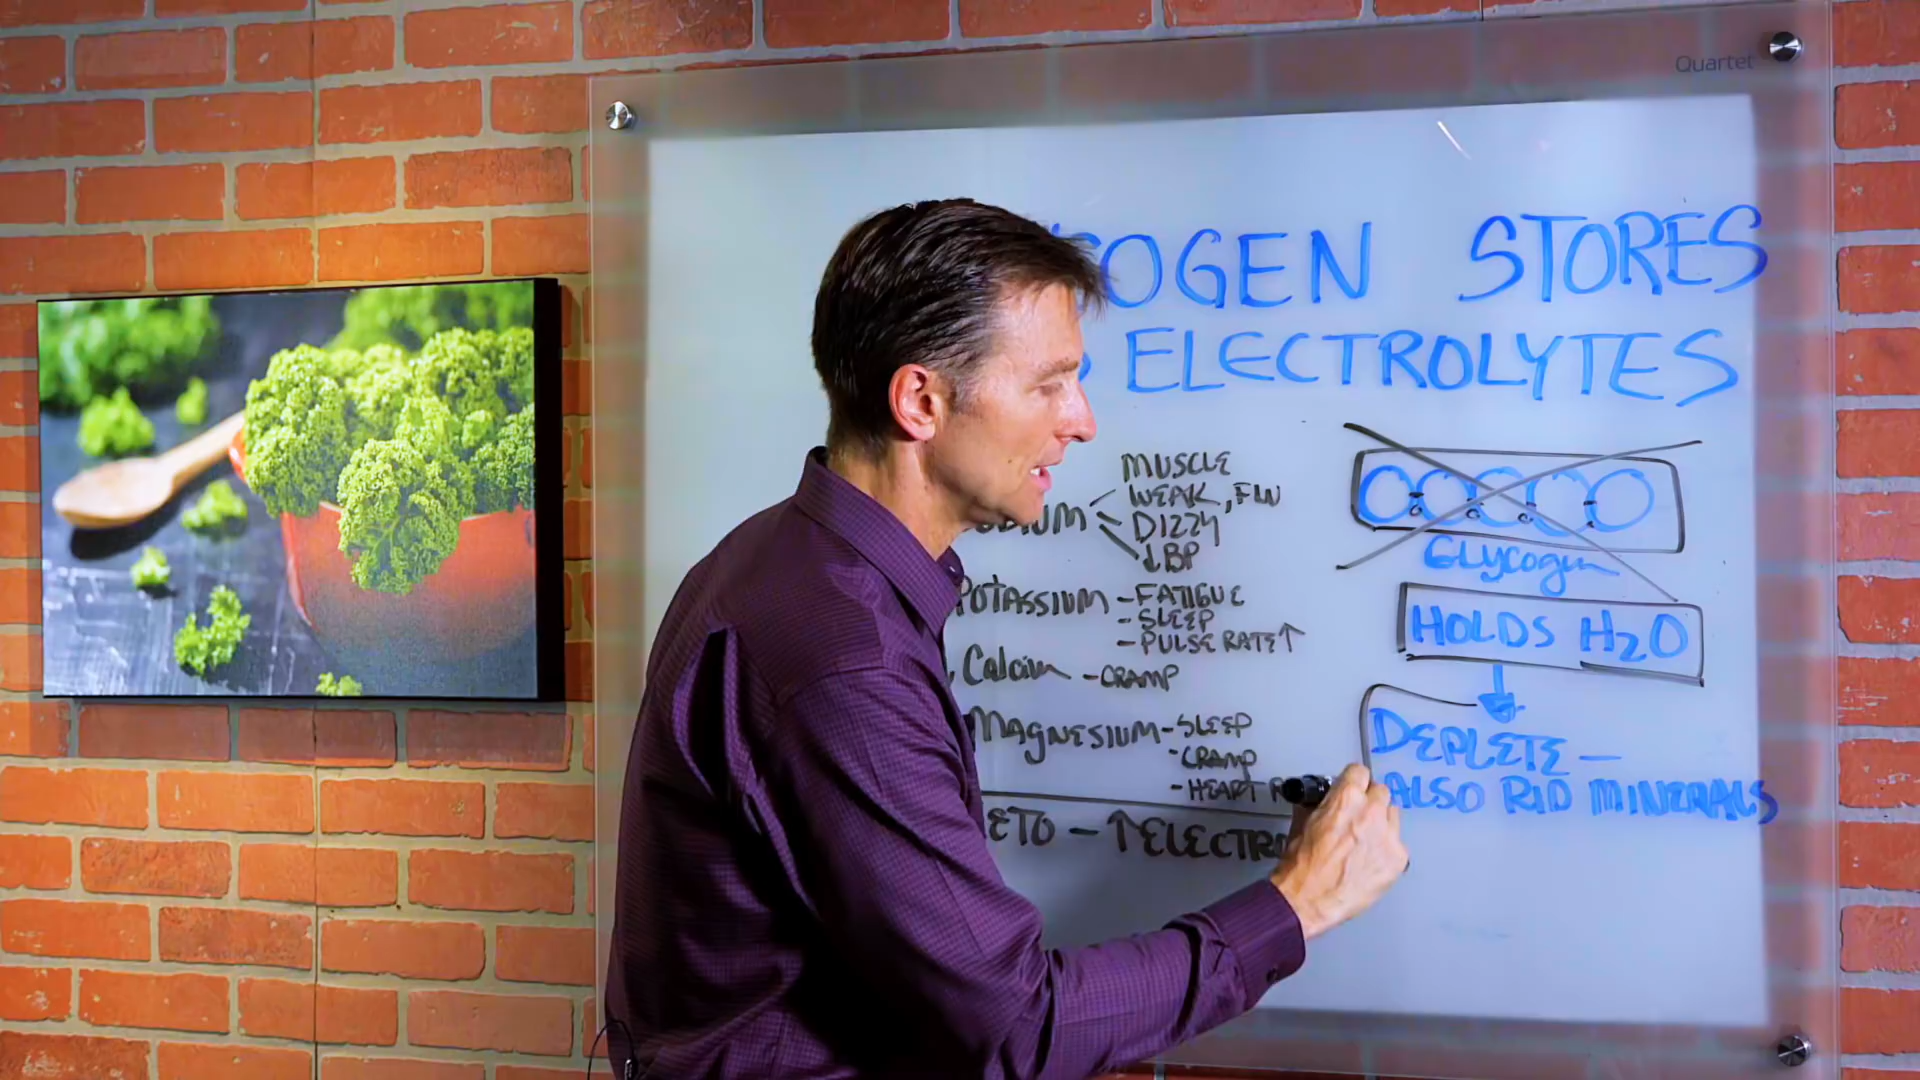 Quartet
OGEN STORES
ELECTROLYTES
MUSCLE
WEAK, FLU
DIZZY
↓BP
DIUM
POTASSIUM - FATIGUE
- SLEEP
- PULSE RATE↑
Calcium - CRAMP
MAGNESIUM - SLEEP
- CRAMP
- HEART
ETO - ↑ELECTRO
Glycogen
HOLDS H2O
DEPLETE -
ALSO RID MINERALS